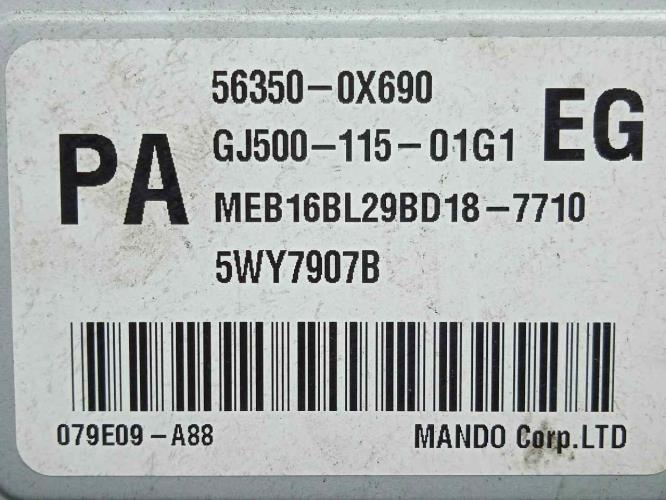 56350-0X690
PA GJ500-115-01G1 EG
MEB16BL29BD18-7710
5WY7907B
079E09-A88 MANDO Corp.LTD